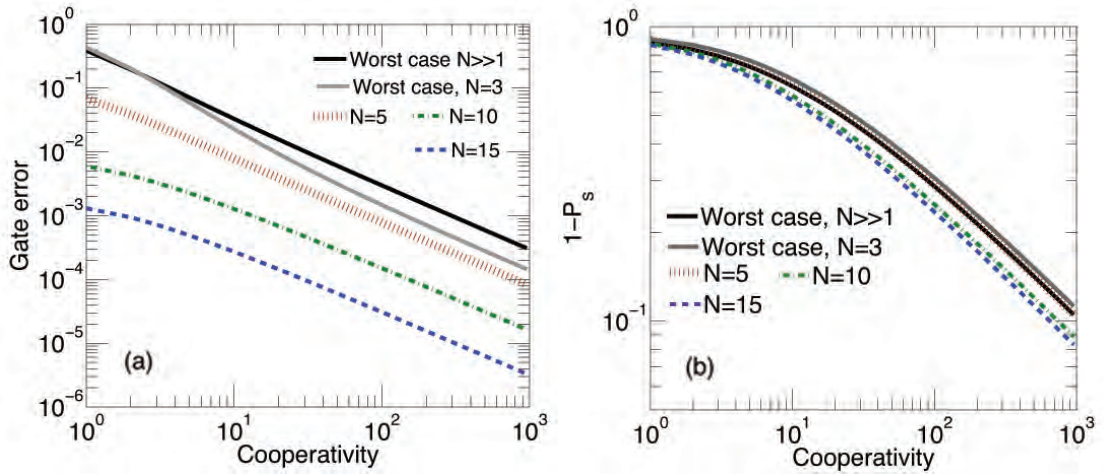 10^0
10^-1
10^-2
10^-3
10^-4
10^-5
10^-6
Gate error
Worst case N>>1
Worst case, N=3
N=5 N=10
N=15
(a)
10^0 10^1 10^2 10^3
Cooperativity
10^0
10^-1
1-P_s
Worst case, N>>1
Worst case, N=3
N=5 N=10
N=15
(b)
10^0 10^1 10^2 10^3
Cooperativity